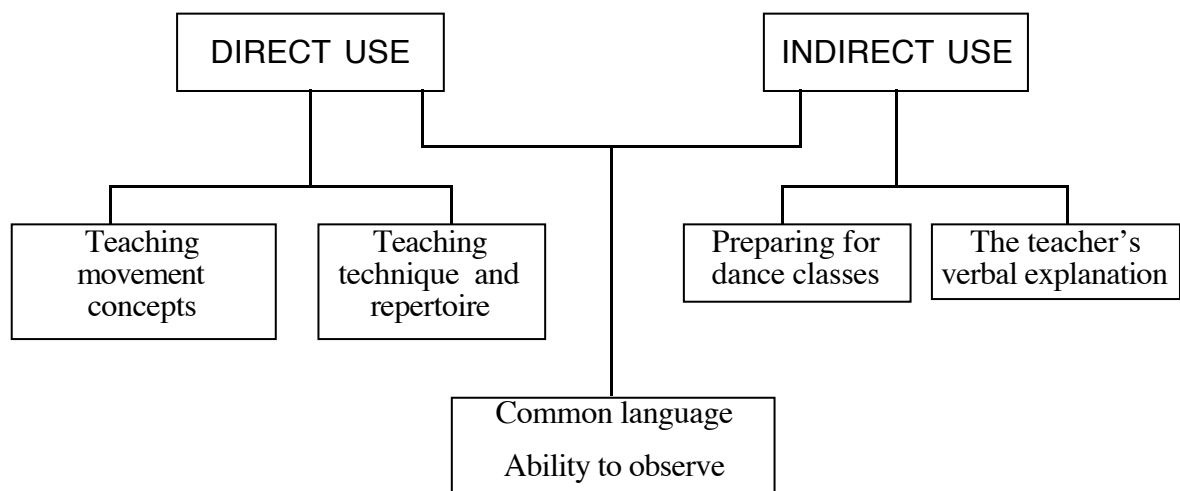 DIRECT USE
INDIRECT USE
Teaching
movement
concepts
Teaching
technique and
repertoire
Preparing for
dance classes
The teacher’s
verbal explanation
Common language
Ability to observe